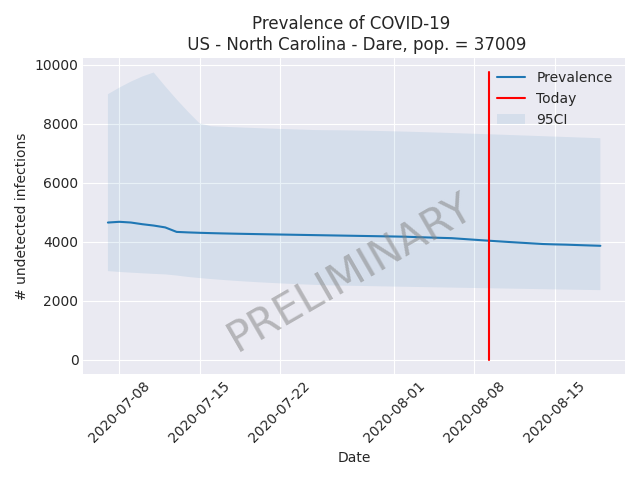 Prevalence of COVID-19
US - North Carolina - Dare, pop. = 37009
10000
8000
6000
4000
2000
0
# undetected infections
Prevalence
Today
95CI
PRELIMINARY
2020-07-08
2020-07-15
2020-07-22
2020-08-01
2020-08-08
2020-08-15
Date